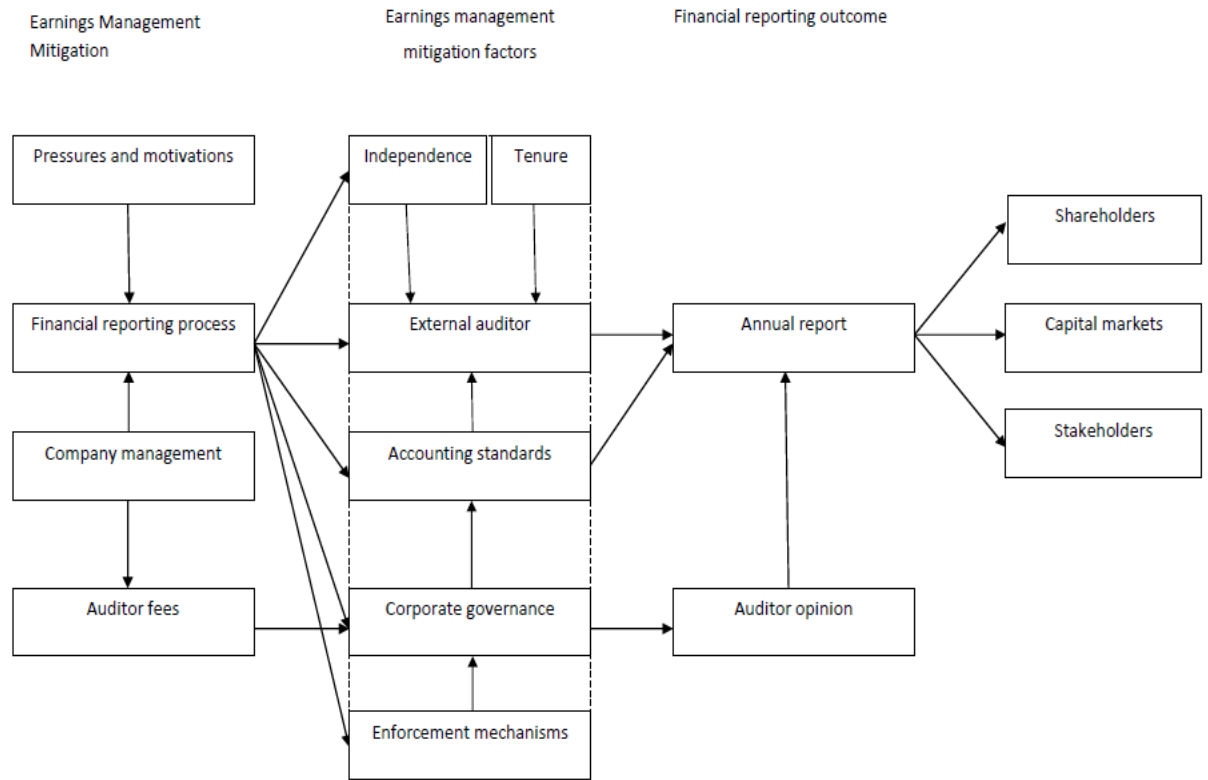 Earnings Management
Mitigation
Earnings management
mitigation factors
Financial reporting outcome
Pressures and motivations
Independence
Tenure
Shareholders
Financial reporting process
External auditor
Annual report
Capital markets
Company management
Accounting standards
Stakeholders
Auditor fees
Corporate governance
Auditor opinion
Enforcement mechanisms